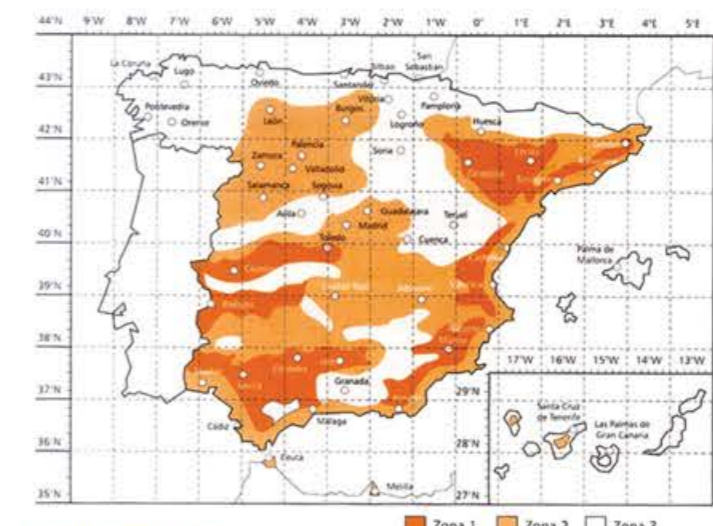 44°N 9°W 8°W 7°W 6°W 5°W 4°W 3°W 2°W 1°W 0° 1°E 2°E 3°E 4°E 5°E
La Coruña
Lugo
Oviedo
Santander
Bilbao
San
Sebastian
43°N
Vitoria
Pamplona
Pontevedra
Orense
León
Burgos
Logroño
Huesca
42°N
Palencia
Soria
Zamora
Valladolid
41°N
Salamanca
Segovia
Avila
Guadalajara
Teruel
Madrid
40°N
Toledo
Cuenca
Palma de
Mallorca
39°N
Ciudad Real
38°N
17°W 16°W 15°W 14°W 13°W
37°N
Granada
29°N
Santa Cruz
de Tenerife
Las Palmas de
Gran Canaria
Cádiz
Málaga
36°N
28°N
Ceuta
Melilla
35°N
27°N
Zona 1 Zona 2 Zona 3